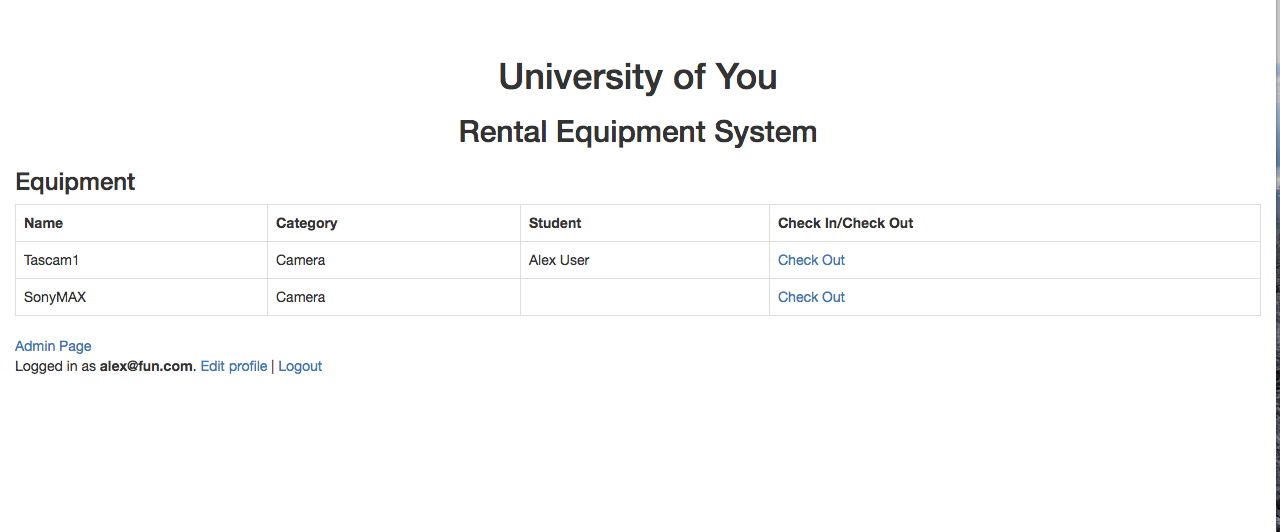 University of You
Rental Equipment System
Equipment
Name Category Student Check In/Check Out
Tascam1 Camera Alex User Check Out
SonyMAX Camera Check Out
Admin Page
Logged in as alex@fun.com. Edit profile | Logout